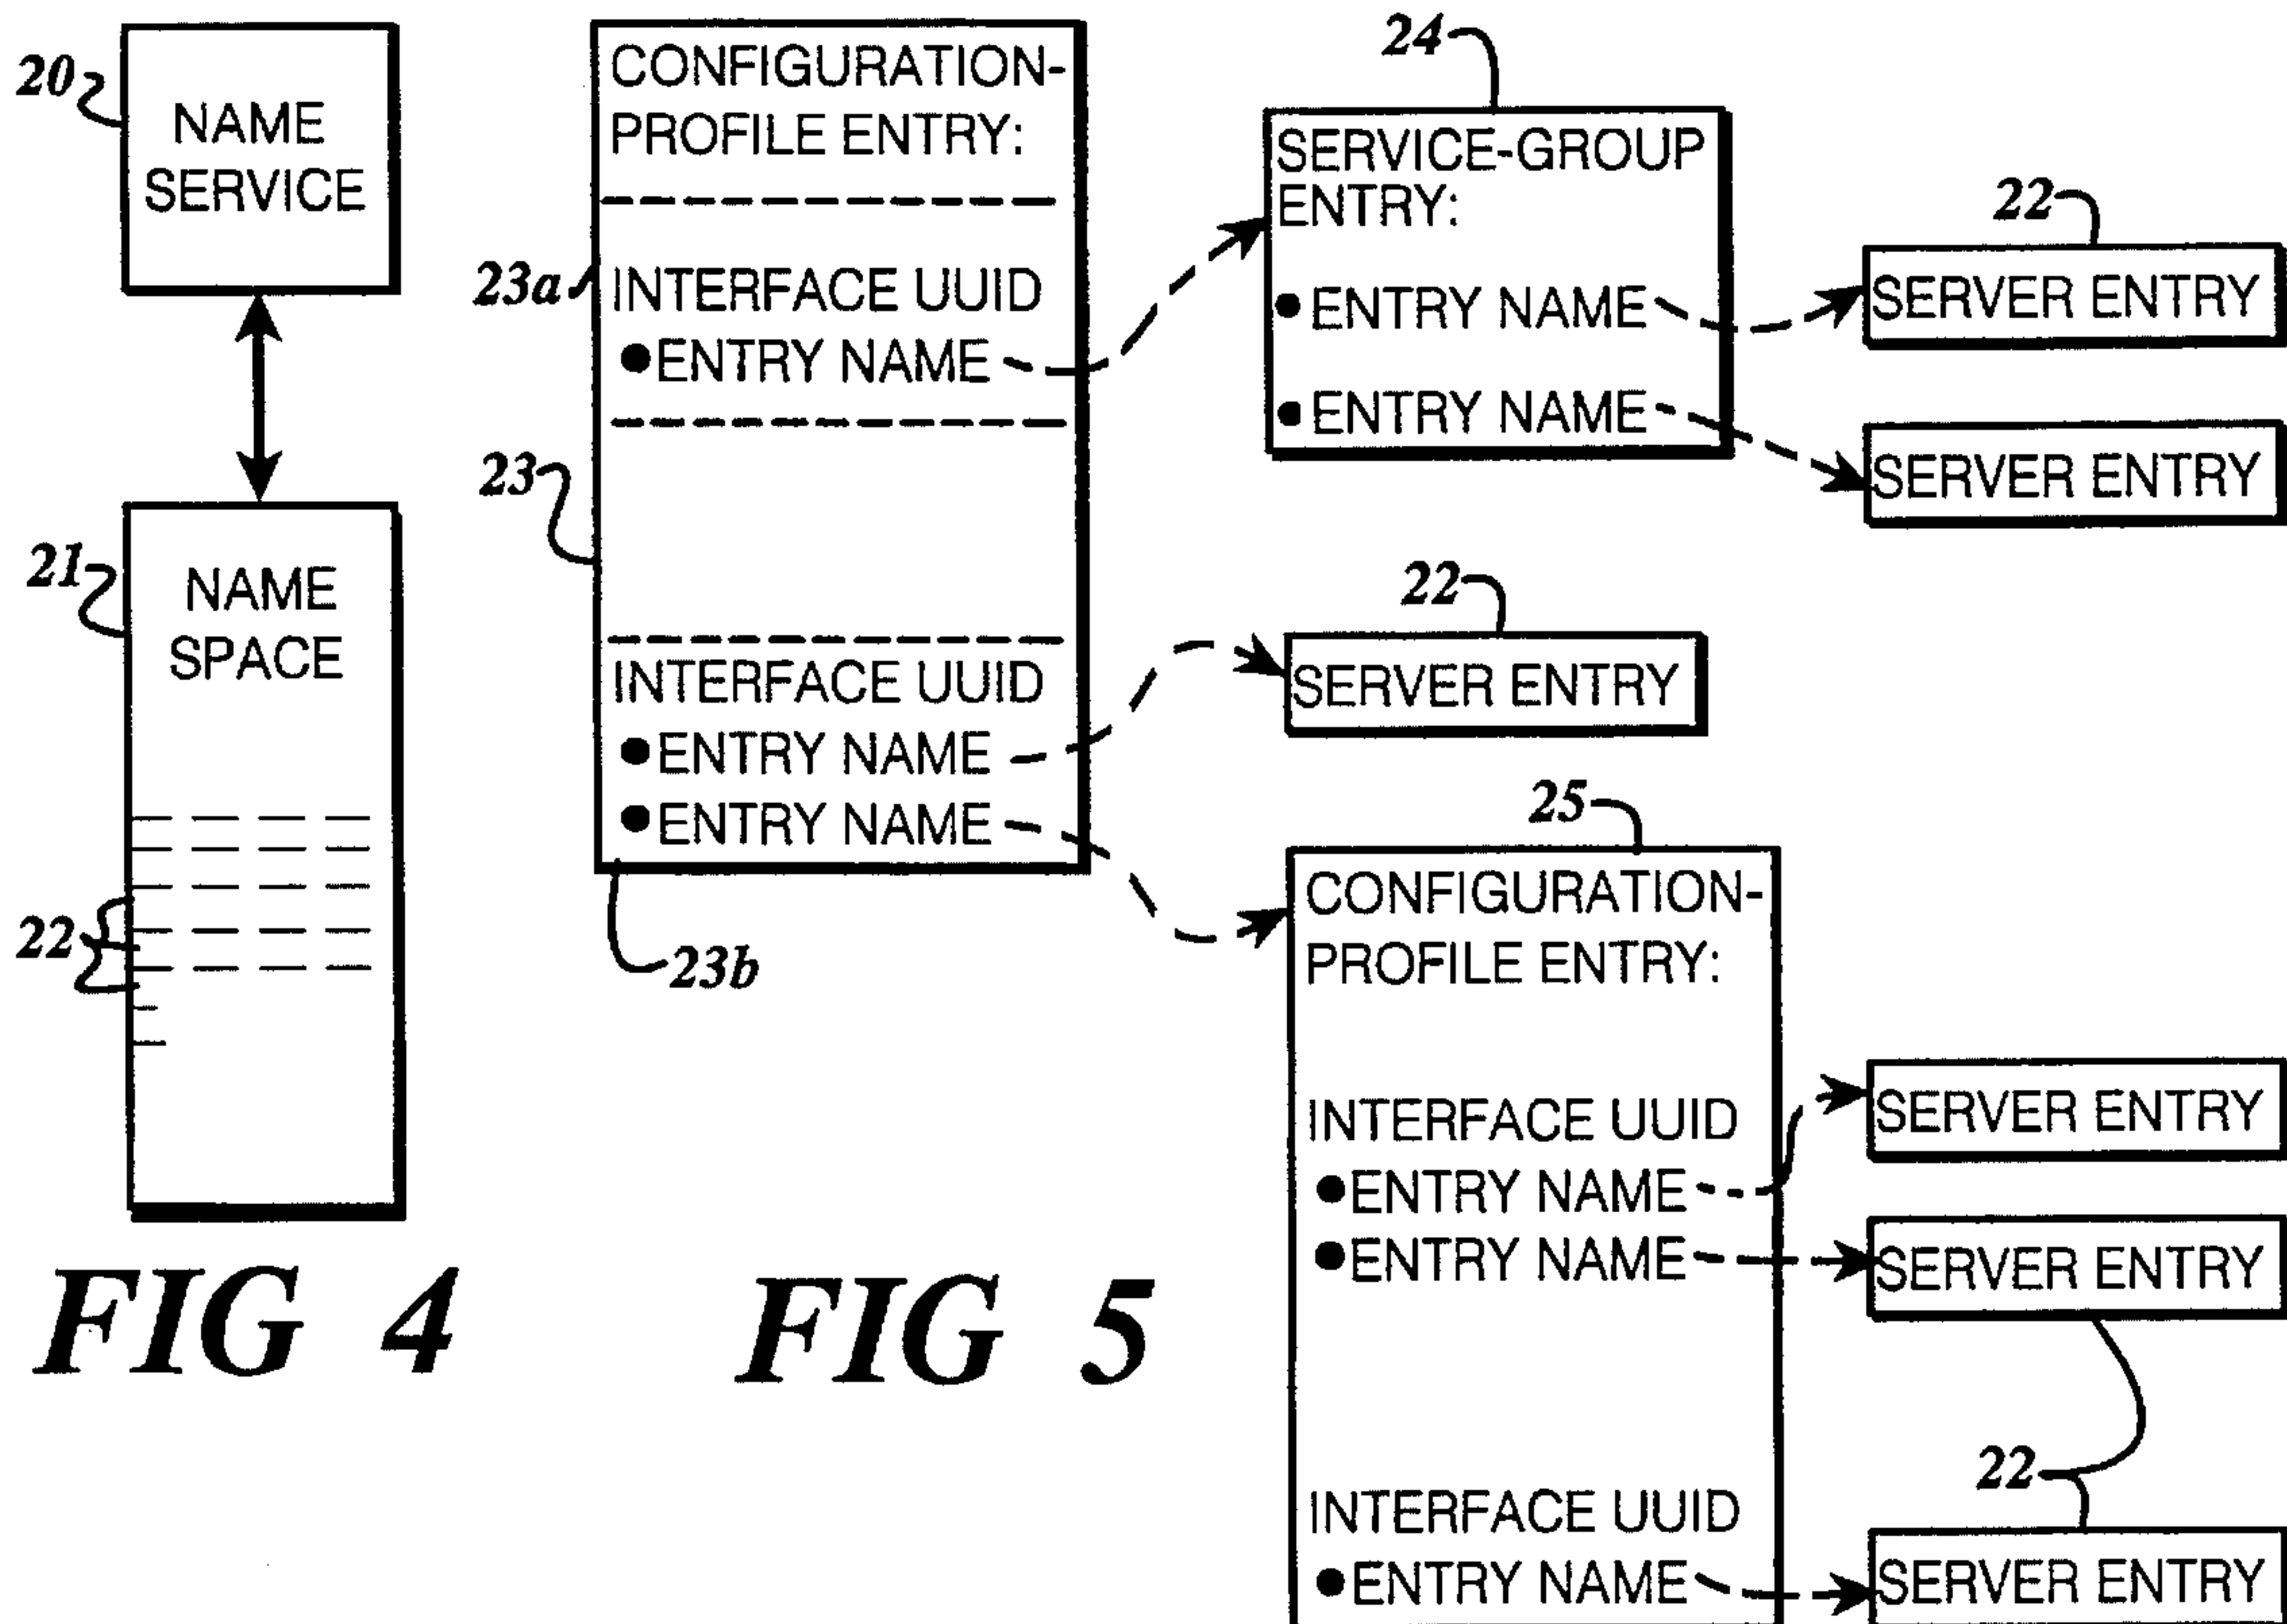 20
NAME
SERVICE
21
NAME
SPACE
22
FIG 4
CONFIGURATION-
PROFILE ENTRY:
23a
INTERFACE UUID
●ENTRY NAME
23
INTERFACE UUID
●ENTRY NAME
●ENTRY NAME
23b
24
SERVICE-GROUP
ENTRY:
●ENTRY NAME
●ENTRY NAME
22
SERVER ENTRY
SERVER ENTRY
22
SERVER ENTRY
25
CONFIGURATION-
PROFILE ENTRY:
INTERFACE UUID
●ENTRY NAME
●ENTRY NAME
INTERFACE UUID
●ENTRY NAME
SERVER ENTRY
SERVER ENTRY
22
SERVER ENTRY
FIG 5